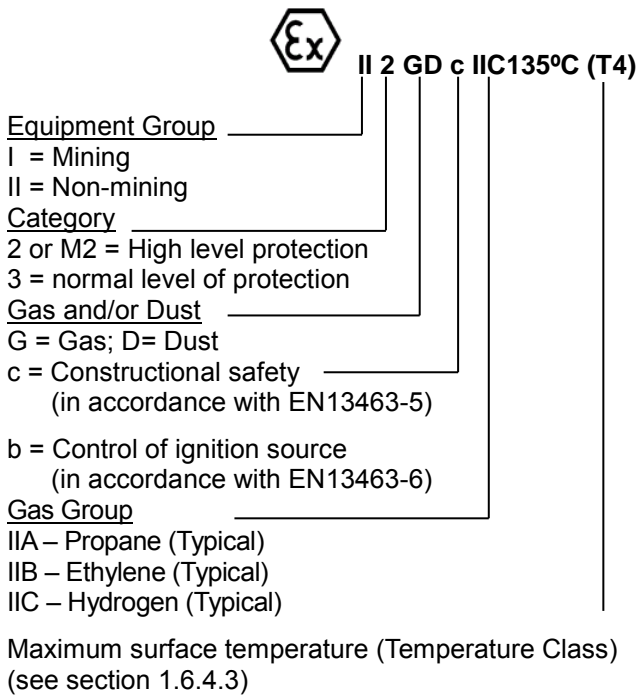 Ex II 2 GD c IIC135ºC (T4)
Equipment Group
I = Mining
II = Non-mining
Category
2 or M2 = High level protection
3 = normal level of protection
Gas and/or Dust
G = Gas; D= Dust
c = Constructional safety
(in accordance with EN13463-5)
b = Control of ignition source
(in accordance with EN13463-6)
Gas Group
IIA – Propane (Typical)
IIB – Ethylene (Typical)
IIC – Hydrogen (Typical)
Maximum surface temperature (Temperature Class)
(see section 1.6.4.3)